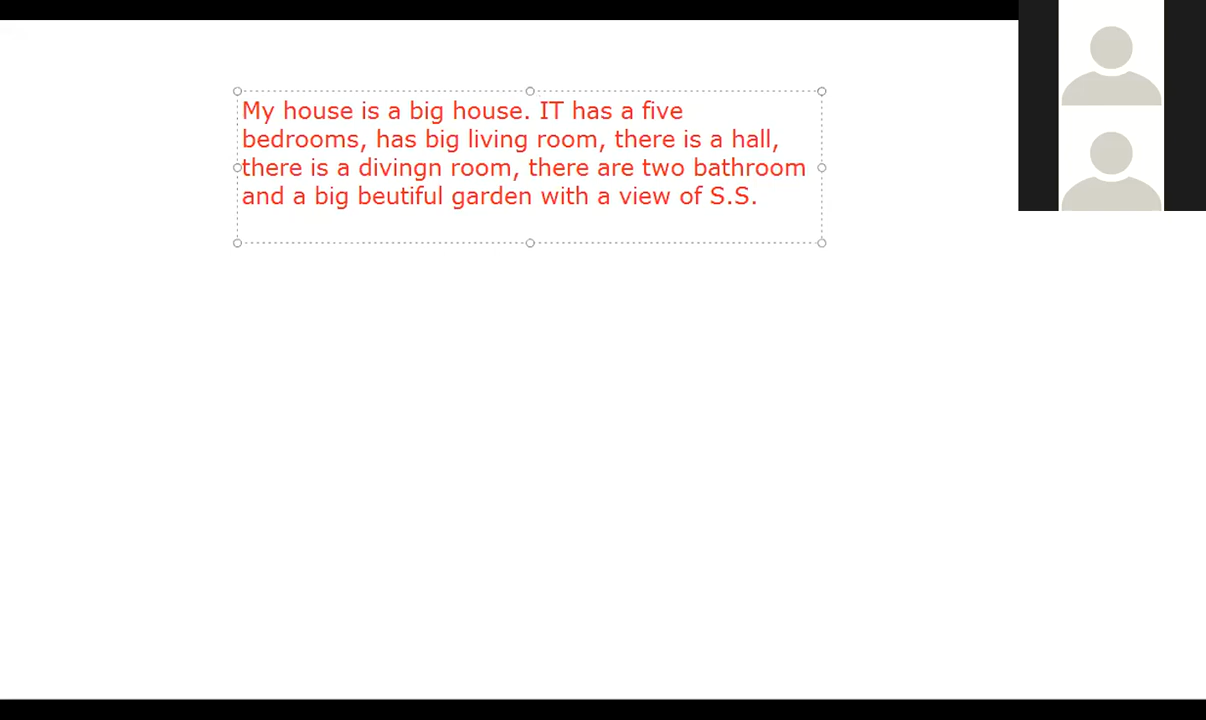 My house is a big house. IT has a five
bedrooms, has big living room, there is a hall,
there is a divingn room, there are two bathroom
and a big beutiful garden with a view of S.S.